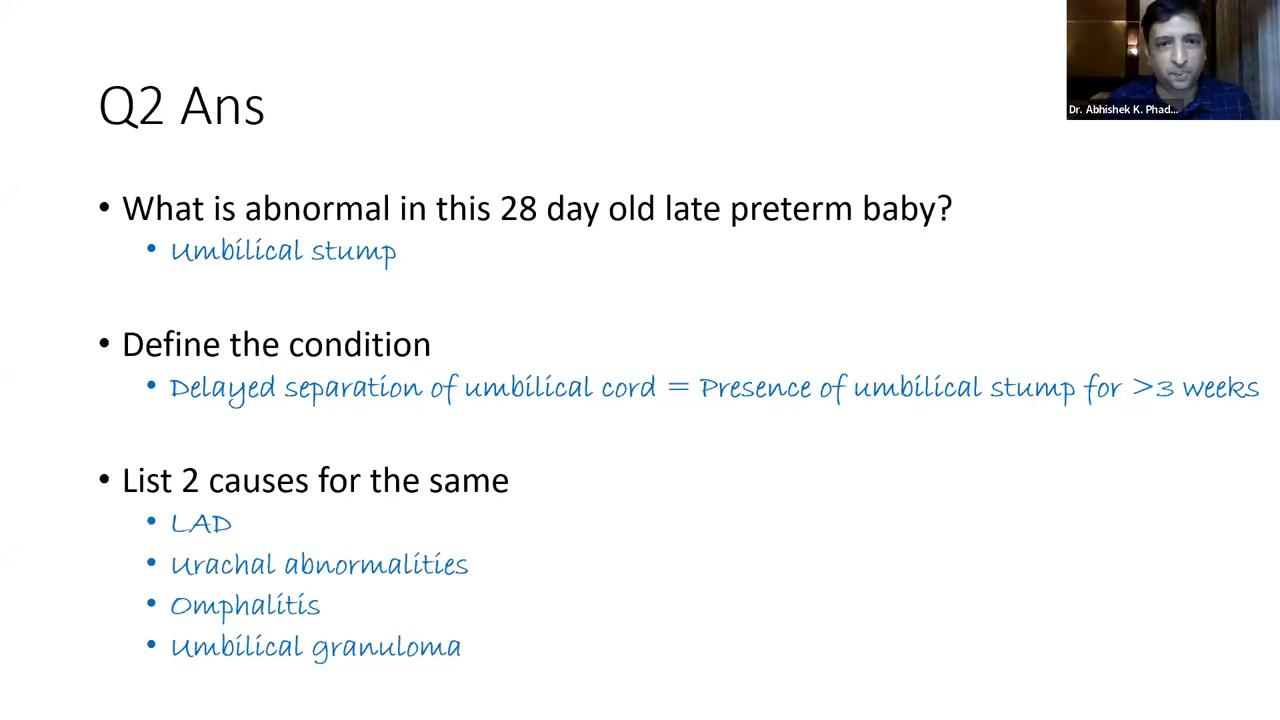 Dr. Abhishek K. Phad...
Q2 Ans
• What is abnormal in this 28 day old late preterm baby?
• Umbilical stump
• Define the condition
• Delayed separation of umbilical cord = Presence of umbilical stump for >3 weeks
• List 2 causes for the same
• LAD
• Urachal abnormalities
• Omphalitis
• Umbilical granuloma